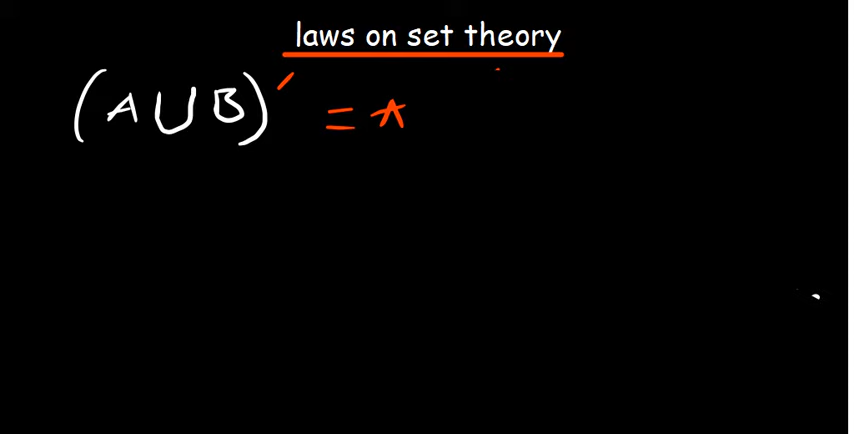 laws on set theory
(A∪B)′ = A